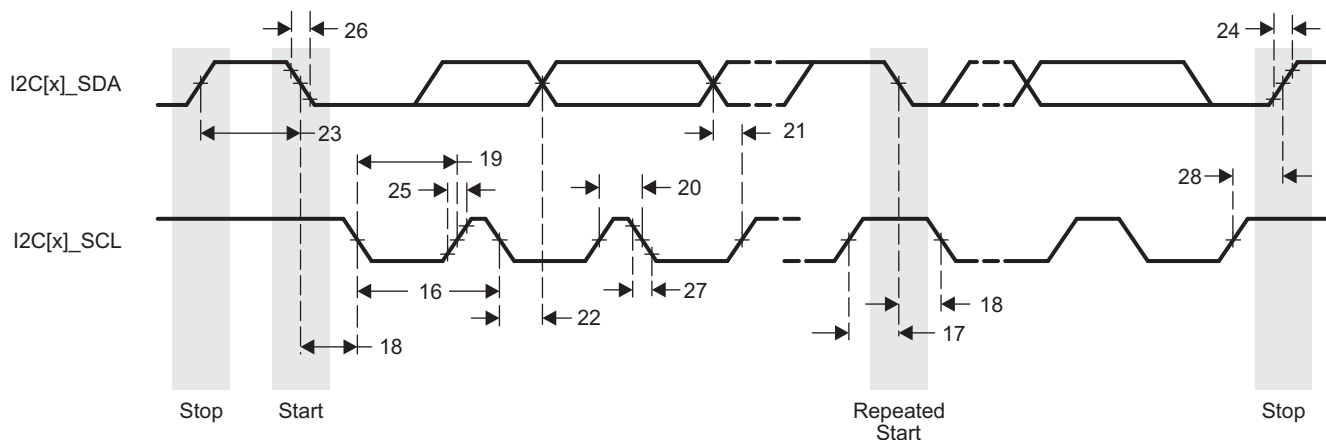 26
24
I2C[x]_SDA
23
21
19
25
20
28
I2C[x]_SCL
16
27
18
22
17
18
Stop
Start
Repeated
Start
Stop